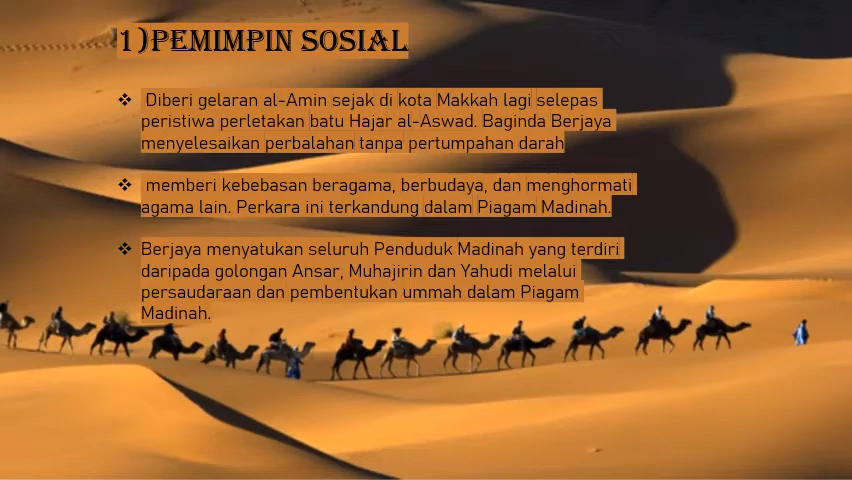 1)PEMIMPIN SOSIAL
❖ Diberi gelaran al-Amin sejak di kota Makkah lagi selepas
peristiwa perletakan batu Hajar al-Aswad. Baginda Berjaya
menyelesaikan perbalahan tanpa pertumpahan darah
❖ memberi kebebasan beragama, berbudaya, dan menghormati
agama lain. Perkara ini terkandung dalam Piagam Madinah.
❖ Berjaya menyatukan seluruh Penduduk Madinah yang terdiri
daripada golongan Ansar, Muhajirin dan Yahudi melalui
persaudaraan dan pembentukan ummah dalam Piagam
Madinah.